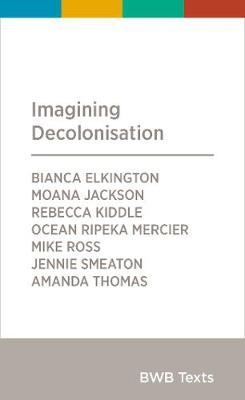 Imagining
Decolonisation
BIANCA ELKINGTON
MOANA JACKSON
REBECCA KIDDLE
OCEAN RIPEKA MERCIER
MIKE ROSS
JENNIE SMEATON
AMANDA THOMAS
BWB Texts